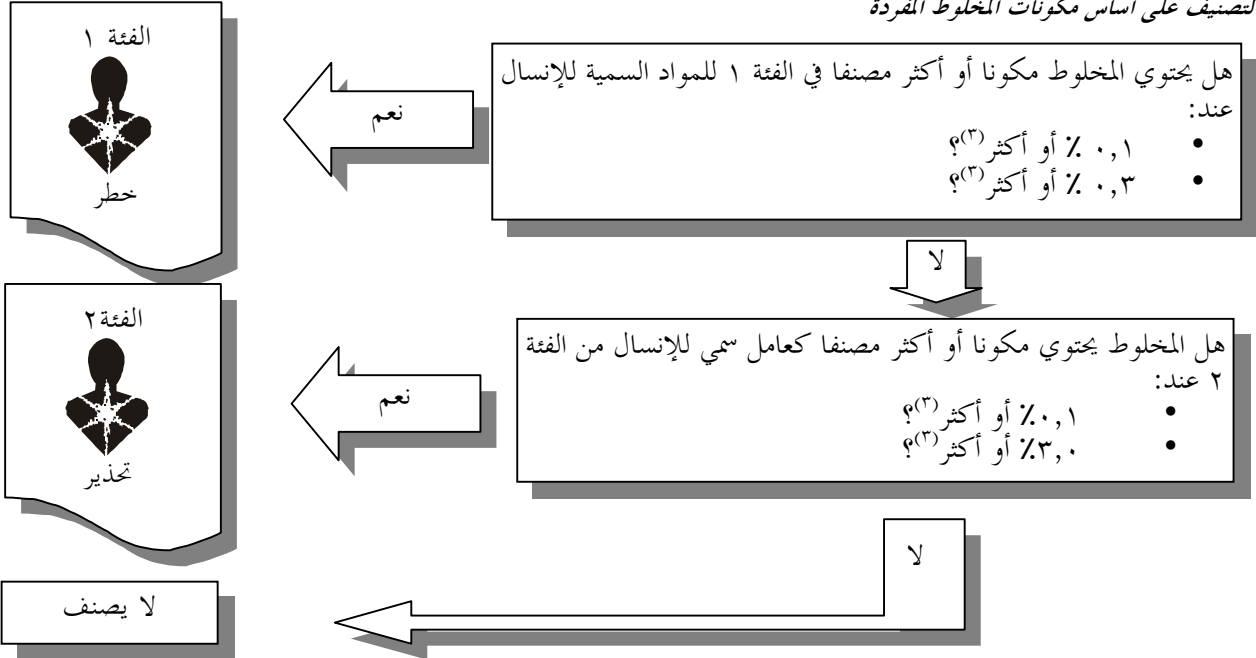 لتصنيف على أساس مكونات المخلوط المفردة
هل يحتوي المخلوط مكونا أو أكثر مصنفا في الفئة ١ للمواد السمية للإنسال
عند:
• ٠,١ ٪ أو أكثر(٣)؟
• ٠,٣ ٪ أو أكثر(٣)؟
نعم
الفئة ١
خطر
لا
هل المخلوط يحتوي مكونا أو أكثر مصنفا كعامل سمي للإنسال من الفئة
٢ عند:
• ٠,١٪ أو أكثر(٣)؟
• ٣,٠٪ أو أكثر(٣)؟
نعم
الفئة٢
تحذير
لا
لا يصنف